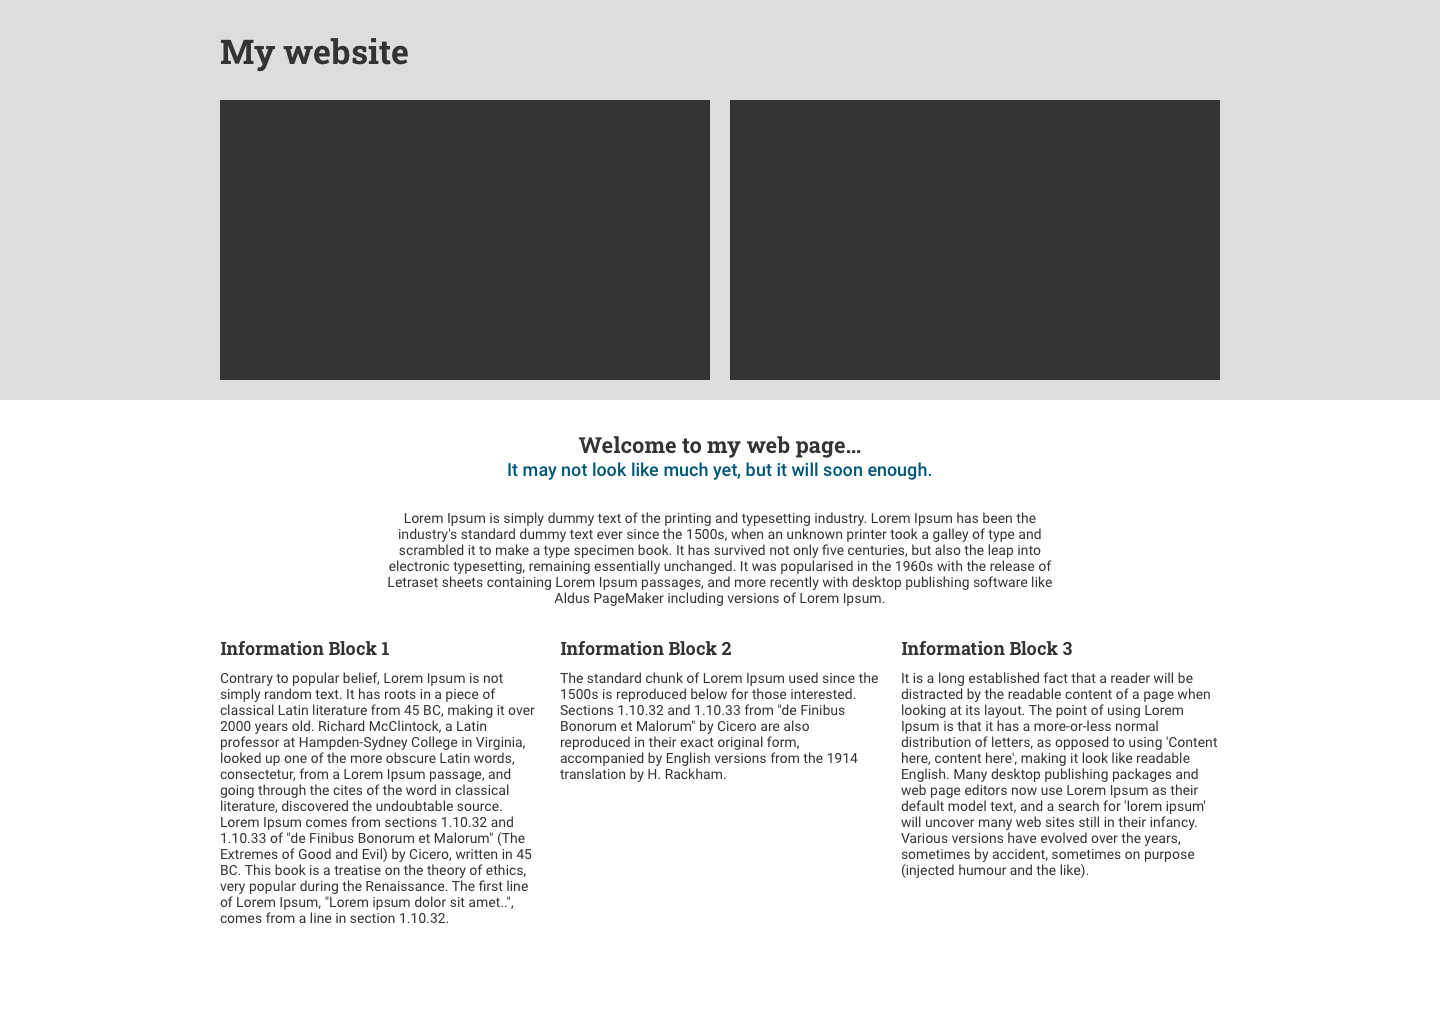 My website
Welcome to my web page...
It may not look like much yet, but it will soon enough.
Lorem Ipsum is simply dummy text of the printing and typesetting industry. Lorem Ipsum has been the
industry's standard dummy text ever since the 1500s, when an unknown printer took a galley of type and
scrambled it to make a type specimen book. It has survived not only five centuries, but also the leap into
electronic typesetting, remaining essentially unchanged. It was popularised in the 1960s with the release of
Letraset sheets containing Lorem Ipsum passages, and more recently with desktop publishing software like
Aldus PageMaker including versions of Lorem Ipsum.
Information Block 1
Contrary to popular belief, Lorem Ipsum is not
simply random text. It has roots in a piece of
classical Latin literature from 45 BC, making it over
2000 years old. Richard McClintock, a Latin
professor at Hampden-Sydney College in Virginia,
looked up one of the more obscure Latin words,
consectetur, from a Lorem Ipsum passage, and
going through the cites of the word in classical
literature, discovered the undoubtable source.
Lorem Ipsum comes from sections 1.10.32 and
1.10.33 of "de Finibus Bonorum et Malorum" (The
Extremes of Good and Evil) by Cicero, written in 45
BC. This book is a treatise on the theory of ethics,
very popular during the Renaissance. The first line
of Lorem Ipsum, "Lorem ipsum dolor sit amet..",
comes from a line in section 1.10.32.
Information Block 2
The standard chunk of Lorem Ipsum used since the
1500s is reproduced below for those interested.
Sections 1.10.32 and 1.10.33 from "de Finibus
Bonorum et Malorum" by Cicero are also
reproduced in their exact original form,
accompanied by English versions from the 1914
translation by H. Rackham.
Information Block 3
It is a long established fact that a reader will be
distracted by the readable content of a page when
looking at its layout. The point of using Lorem
Ipsum is that it has a more-or-less normal
distribution of letters, as opposed to using 'Content
here, content here', making it look like readable
English. Many desktop publishing packages and
web page editors now use Lorem Ipsum as their
default model text, and a search for 'lorem ipsum'
will uncover many web sites still in their infancy.
Various versions have evolved over the years,
sometimes by accident, sometimes on purpose
(injected humour and the like).